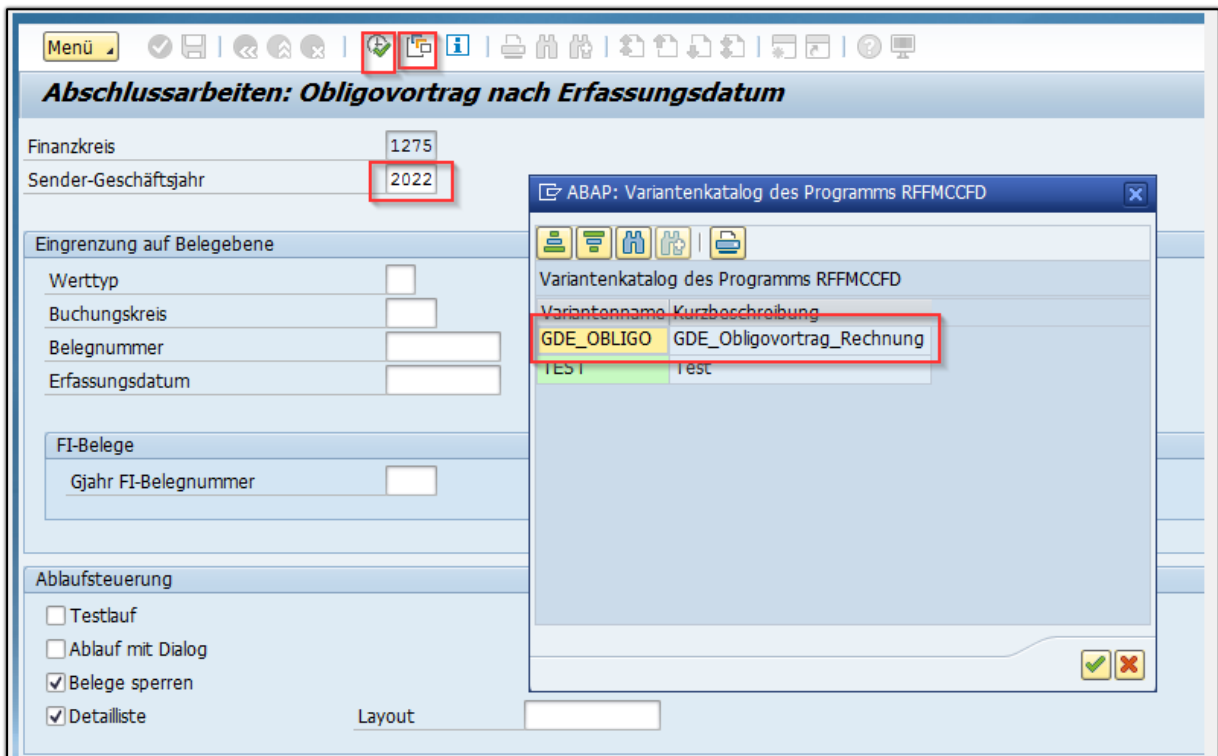 Menü
Abschlussarbeiten: Obligovortrag nach Erfassungsdatum
Finanzkreis 1275
Sender-Geschäftsjahr 2022
ABAP: Variantenkatalog des Programms RFFMCCFD
Eingrenzung auf Belegebene
Werttyp
Buchungskreis
Belegnummer
Erfassungsdatum
Variantenkatalog des Programms RFFMCCFD
Variantenname Kurzbeschreibung
GDE_OBLIGO GDE_Obligovortrag_Rechnung
TEST Test
FI-Belege
Gjahr FI-Belegnummer
Ablaufsteuerung
Testlauf
Ablauf mit Dialog
Belege sperren
Detailliste Layout